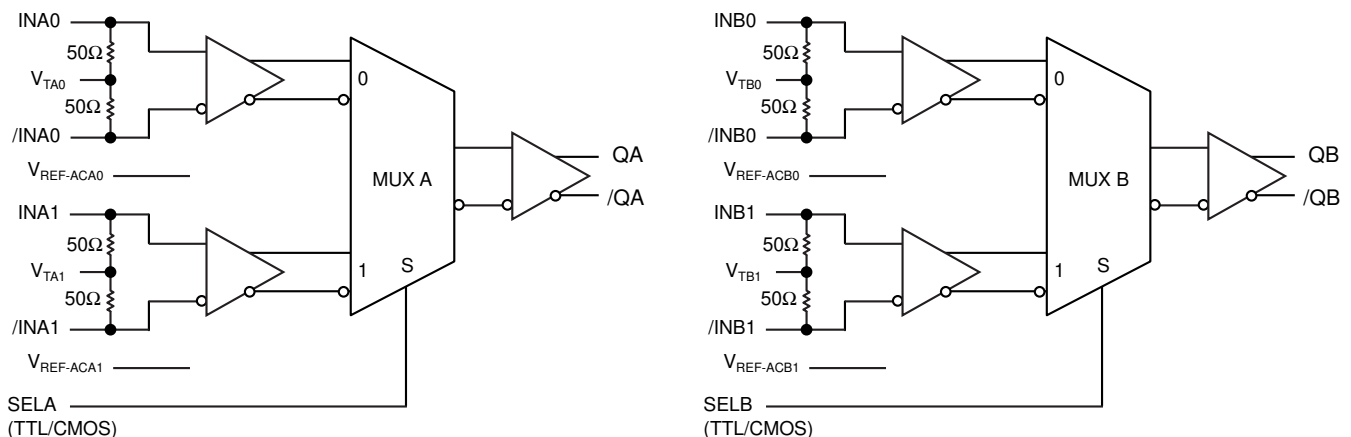 INA0
50Ω
VTA0
50Ω
/INA0
VREF-ACA0
INA1
50Ω
VTA1
50Ω
/INA1
VREF-ACA1
SELA
(TTL/CMOS)
0
MUX A
1
S
QA
/QA
INB0
50Ω
VTB0
50Ω
/INB0
VREF-ACB0
INB1
50Ω
VTB1
50Ω
/INB1
VREF-ACB1
SELB
(TTL/CMOS)
0
MUX B
1
S
QB
/QB